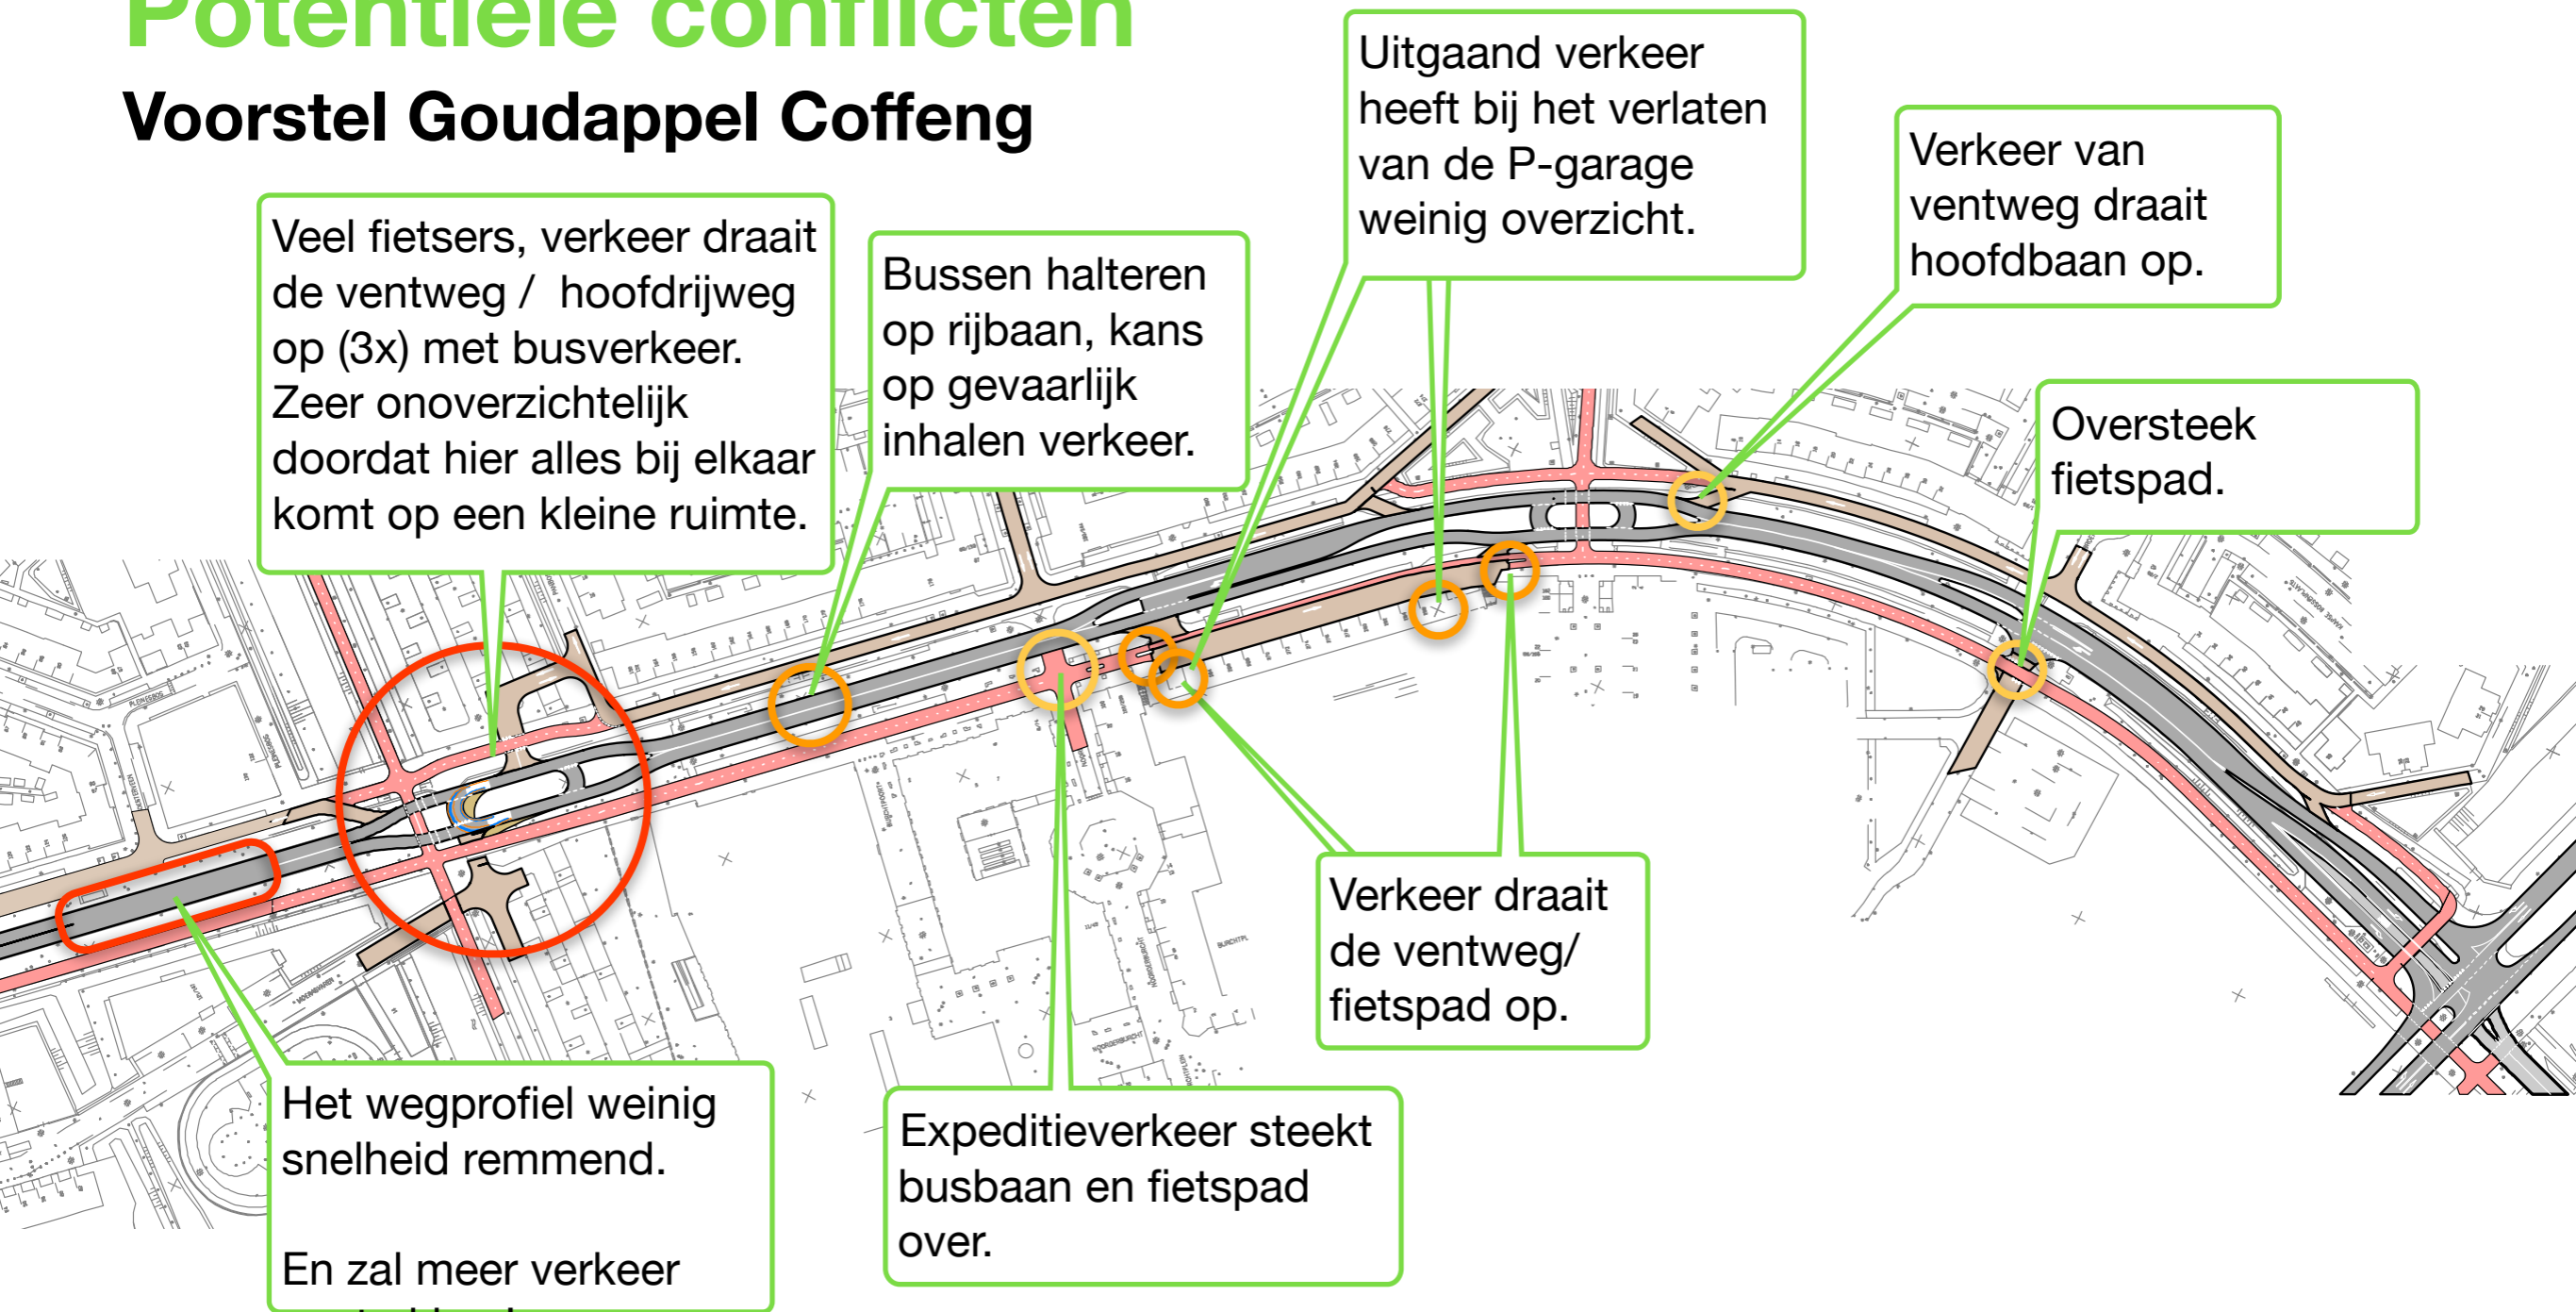 Potentiële conflicten
Voorstel Goudappel Coffeng
Veel fietsers, verkeer draait
de ventweg / hoofdrijweg
op (3x) met busverkeer.
Zeer onoverzichtelijk
doordat hier alles bij elkaar
komt op een kleine ruimte.
Bussen halteren
op rijbaan, kans
op gevaarlijk
inhalen verkeer.
Uitgaand verkeer
heeft bij het verlaten
van de P-garage
weinig overzicht.
Verkeer van
ventweg draait
hoofdbaan op.
Oversteek
fietspad.
Verkeer draait
de ventweg/
fietspad op.
Expeditieverkeer steekt
busbaan en fietspad
over.
Het wegprofiel weinig
snelheid remmend.
En zal meer verkeer